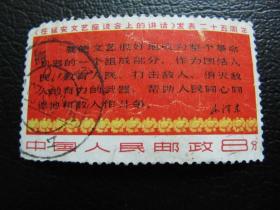 《在延安文艺座谈会上的讲话》发表二十五周年
就使文艺很好地成为整个革命
机器的一个组成部分，作为团结人
民、教育人民、打击敌人、消灭敌
人的有力的武器，帮助人民同心同
德地和敌人作斗争。
毛泽东
中国人民邮政 8分